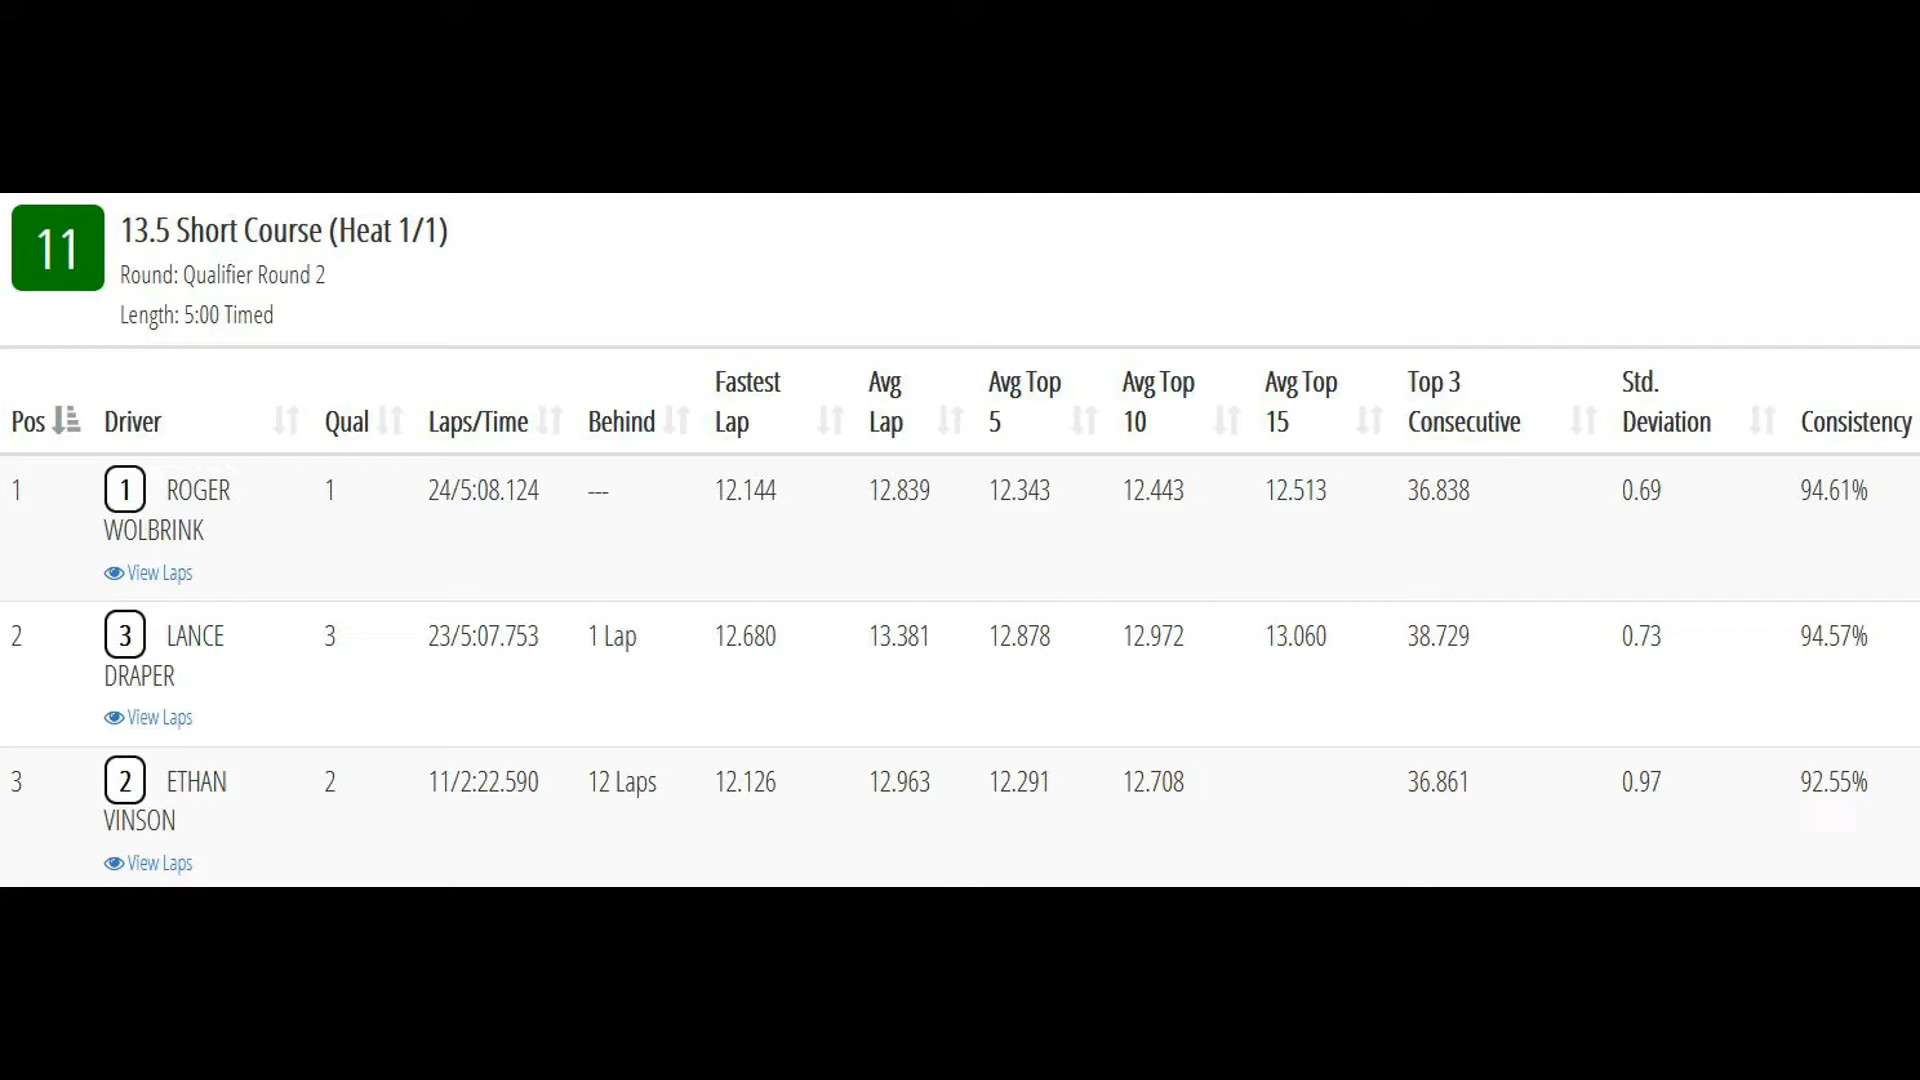 11
13.5 Short Course (Heat 1/1)
Round: Qualifier Round 2
Length: 5:00 Timed
Pos Driver Qual Laps/Time Behind Fastest Lap Avg Lap Avg Top 5 Avg Top 10 Avg Top 15 Top 3 Consecutive Std. Deviation Consistency
1 1 ROGER WOLBRINK 1 24/5:08.124 --- 12.144 12.839 12.343 12.443 12.513 36.838 0.69 94.61%
View Laps
2 3 LANCE DRAPER 3 23/5:07.753 1 Lap 12.680 13.381 12.878 12.972 13.060 38.729 0.73 94.57%
View Laps
3 2 ETHAN VINSON 2 11/2:22.590 12 Laps 12.126 12.963 12.291 12.708 36.861 0.97 92.55%
View Laps